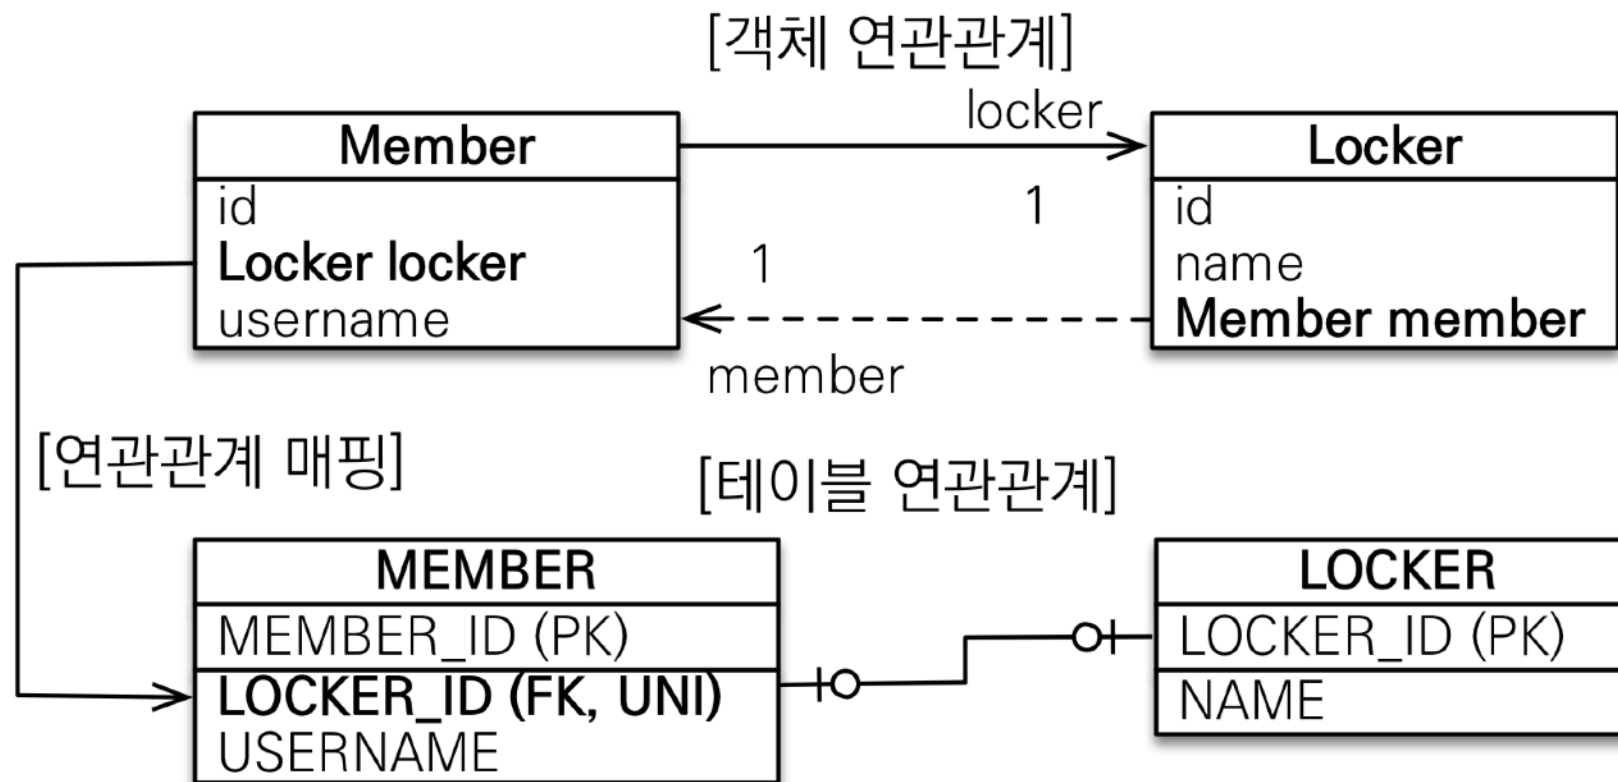 [객체 연관관계]
locker
Member
id
Locker locker
username
1
1
Locker
id
name
Member member
member
[연관관계 매핑]
[테이블 연관관계]
MEMBER
MEMBER_ID (PK)
LOCKER_ID (FK, UNI)
USERNAME
LOCKER
LOCKER_ID (PK)
NAME